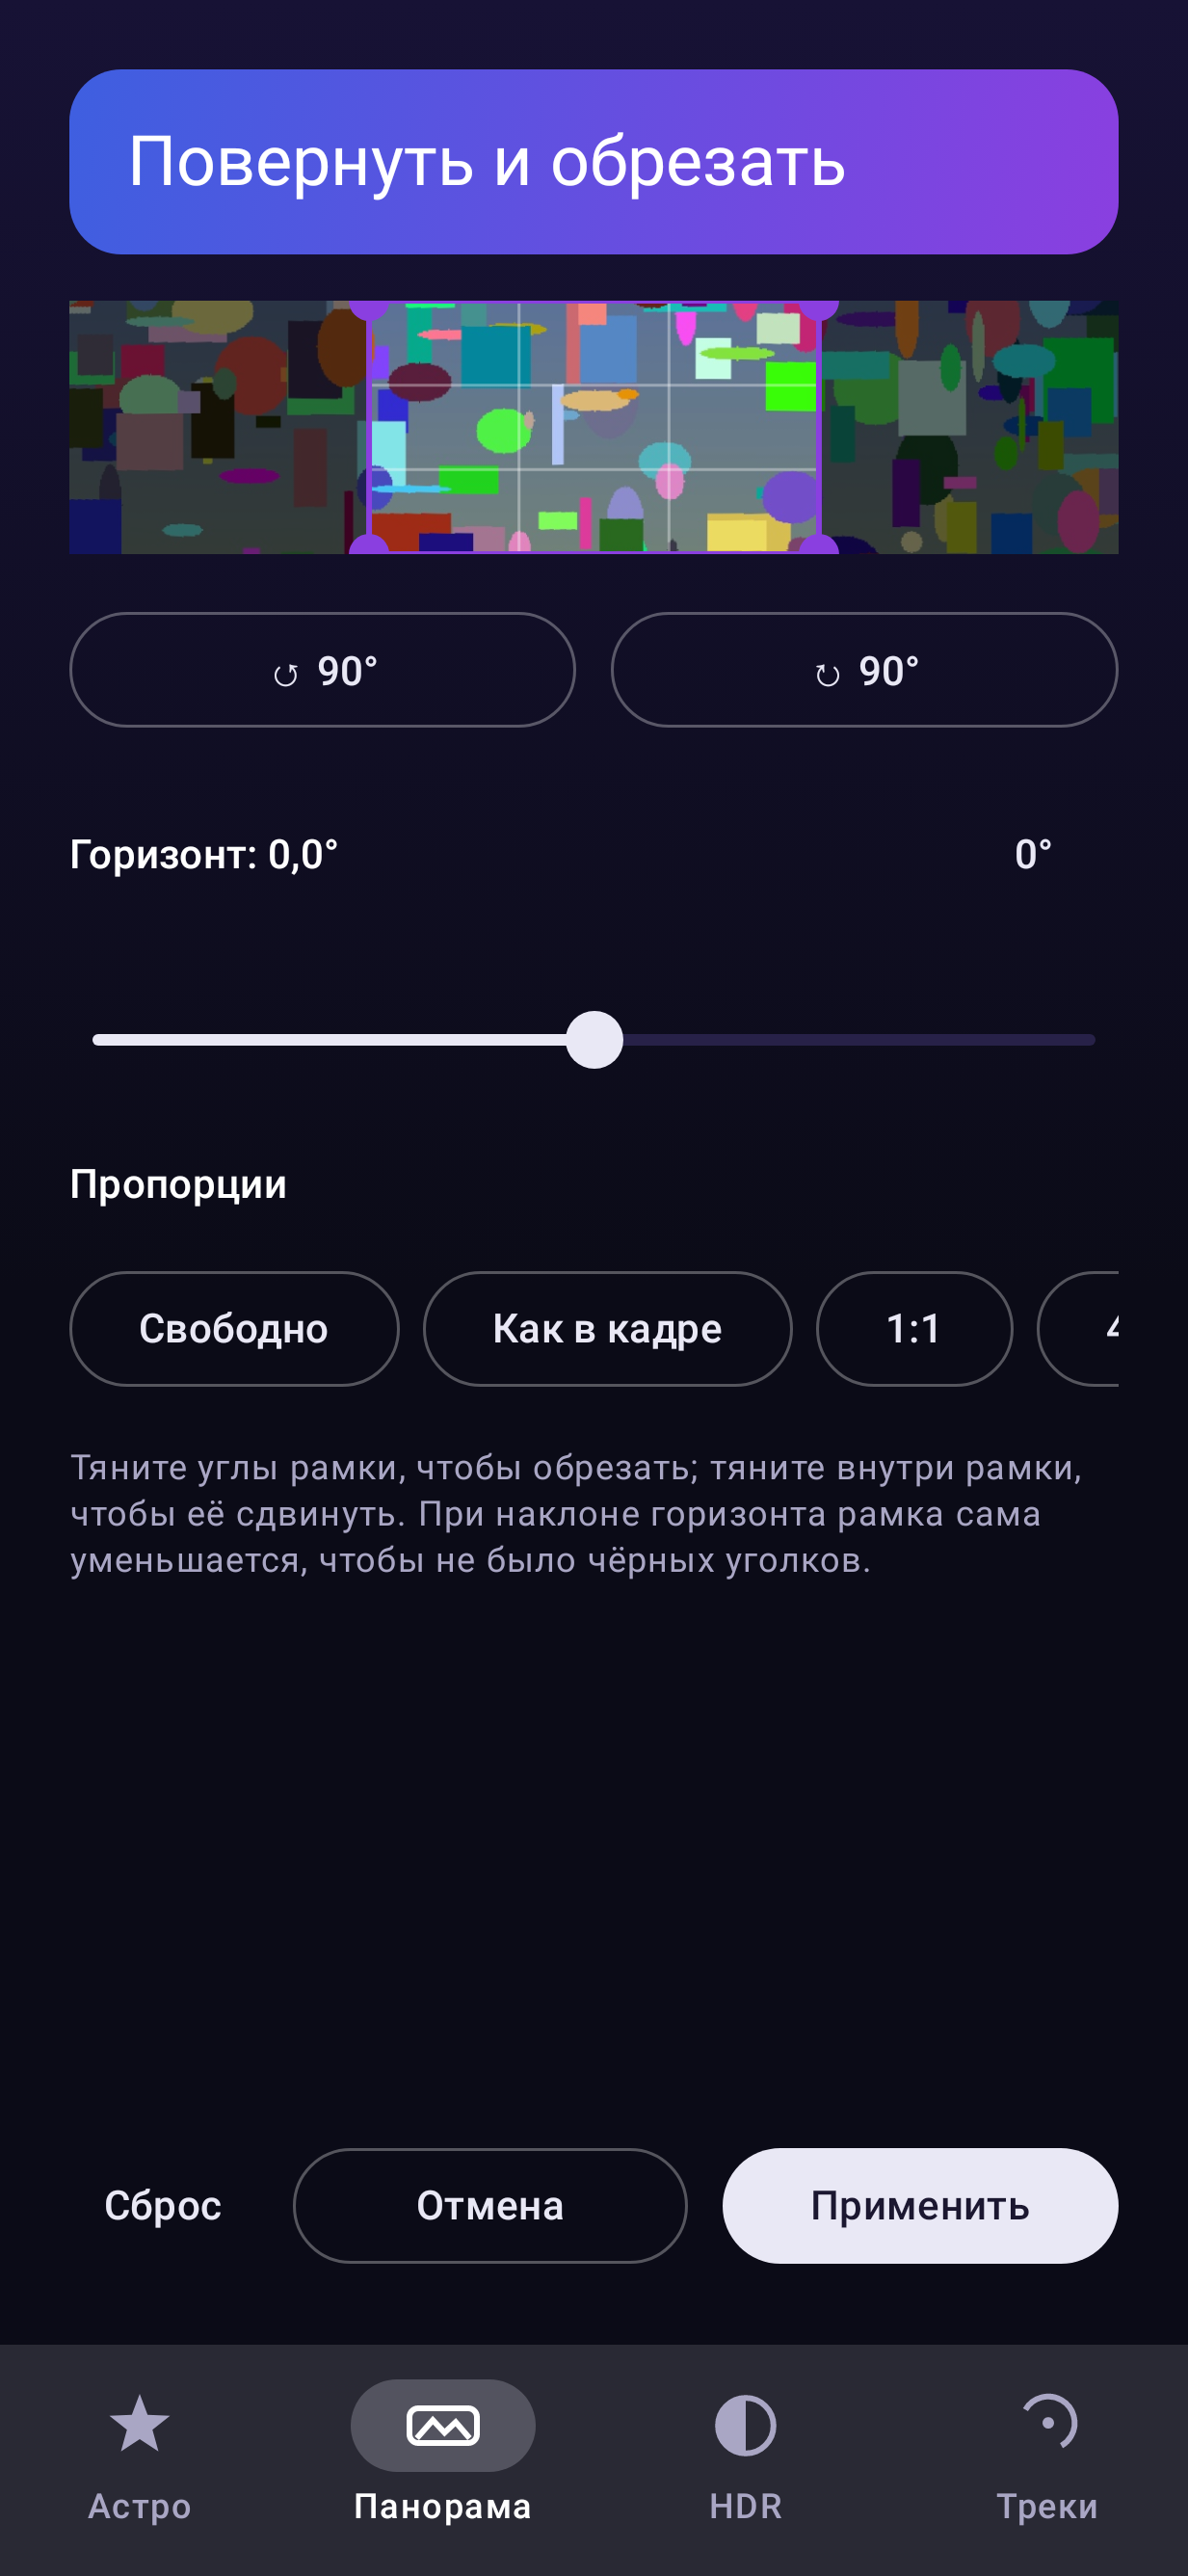 Повернуть и обрезать
90° 90°
Горизонт: 0,0° 0°
Пропорции
Свободно Как в кадре 1:1
Тяните углы рамки, чтобы обрезать; тяните внутри рамки,
чтобы её сдвинуть. При наклоне горизонта рамка сама
уменьшается, чтобы не было чёрных уголков.
Сброс Отмена Применить
Астро Панорама HDR Треки